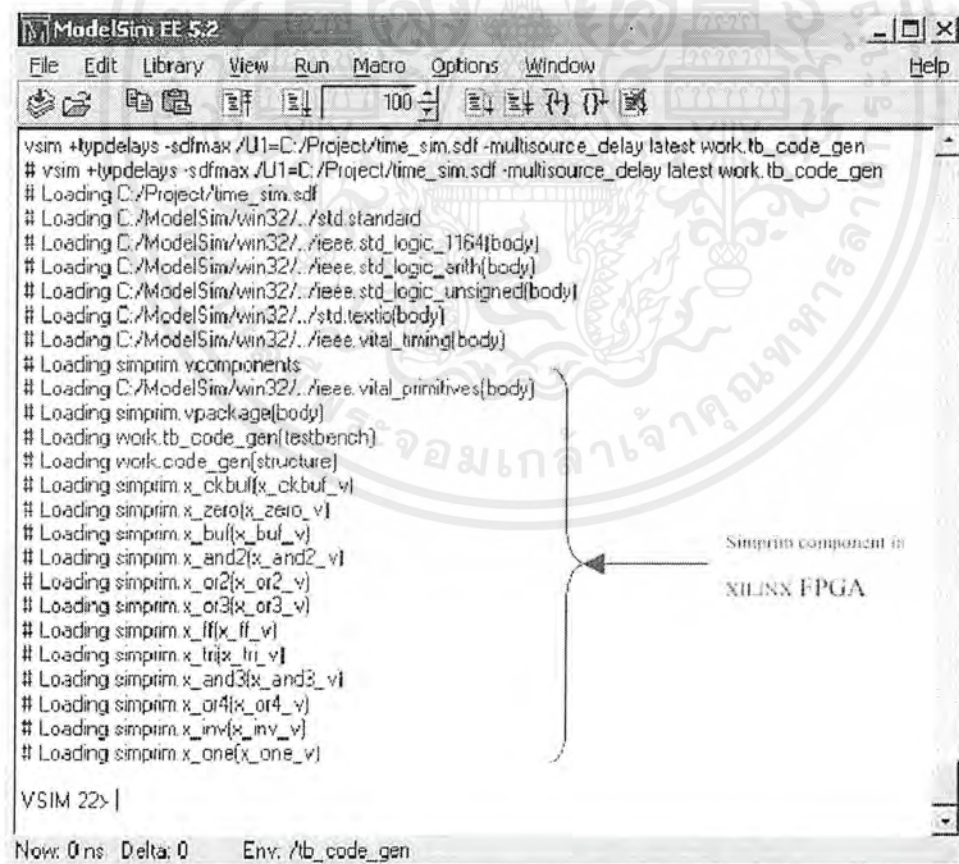 ModelSim EE 5.2
File Edit Library View Run Macro Options Window Help
100
vsim +typdelays -sdfmax /U1=C:/Project/time_sim.sdf -multisource_delay latest work.tb_code_gen
# vsim +typdelays -sdfmax /U1=C:/Project/time_sim.sdf -multisource_delay latest work.tb_code_gen
# Loading C:/Project/time_sim.sdf
# Loading C:/ModelSim/win32/../std.standard
# Loading C:/ModelSim/win32/../ieee.std_logic_1164(body)
# Loading C:/ModelSim/win32/../ieee.std_logic_arith(body)
# Loading C:/ModelSim/win32/../ieee.std_logic_unsigned(body)
# Loading C:/ModelSim/win32/../std.textio(body)
# Loading C:/ModelSim/win32/../ieee.vital_timing(body)
# Loading simprim.vcomponents
# Loading C:/ModelSim/win32/../ieee.vital_primitives(body)
# Loading simprim.vpackage(body)
# Loading work.tb_code_gen(testbench)
# Loading work.code_gen(structure)
# Loading simprim.x_ckbuf(x_ckbuf_v)
# Loading simprim.x_zero(x_zero_v)
# Loading simprim.x_buf(x_buf_v)
# Loading simprim.x_and2(x_and2_v)
# Loading simprim.x_or2(x_or2_v)
# Loading simprim.x_or3(x_or3_v)
# Loading simprim.x_ff(x_ff_v)
# Loading simprim.x_tri(x_tri_v)
# Loading simprim.x_and3(x_and3_v)
# Loading simprim.x_or4(x_or4_v)
# Loading simprim.x_inv(x_inv_v)
# Loading simprim.x_one(x_one_v)
Simprim component in
XILINX FPGA
VSIM 22>
Now: 0 ns Delta: 0 Env: /tb_code_gen